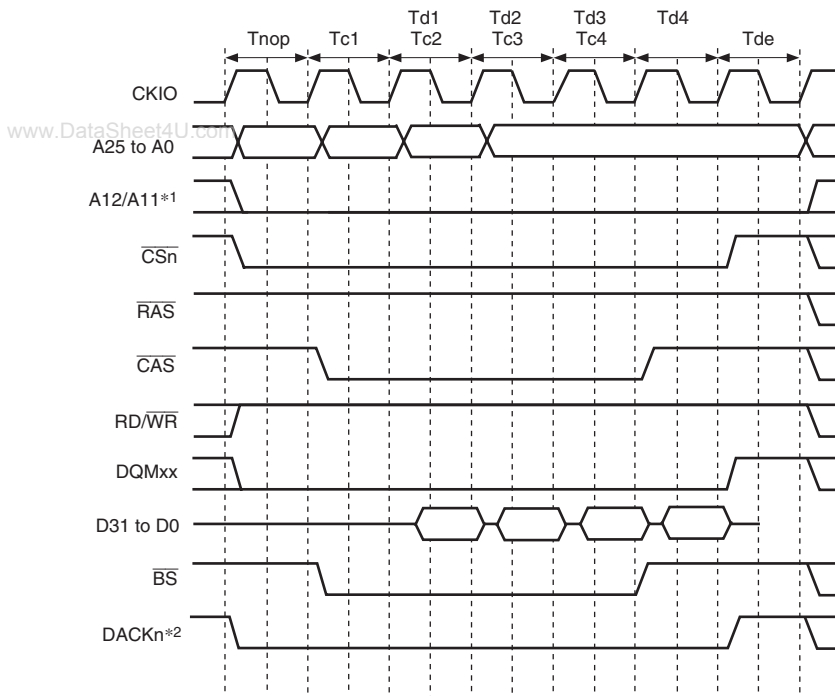 Td1 Td2 Td3 Td4
Tnop Tc1 Tc2 Tc3 Tc4 Tde
CKIO
www.DataSheet4U.com
A25 to A0
A12/A11*1
CSn
RAS
CAS
RD/WR
DQMxx
D31 to D0
BS
DACKn*2